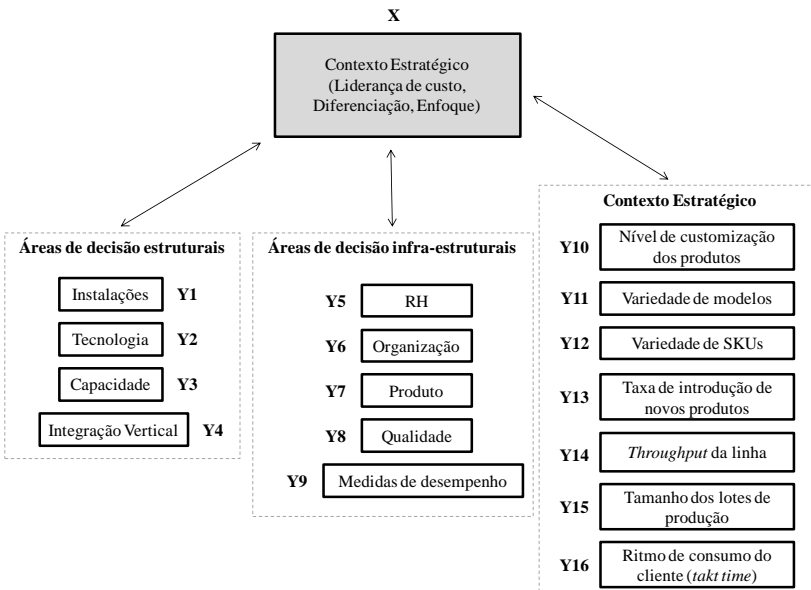 X
Contexto Estratégico
(Liderança de custo,
Diferenciação, Enfoque)
Áreas de decisão estruturais
Instalações Y1
Tecnologia Y2
Capacidade Y3
Integração Vertical Y4
Áreas de decisão infra-estruturais
Y5 RH
Y6 Organização
Y7 Produto
Y8 Qualidade
Y9 Medidas de desempenho
Contexto Estratégico
Y10 Nível de customização
dos produtos
Y11 Variedade de modelos
Y12 Variedade de SKUs
Y13 Taxa de introdução de
novos produtos
Y14 Throughput da linha
Y15 Tamanho dos lotes de
produção
Y16 Ritmo de consumo do
cliente (takt time)